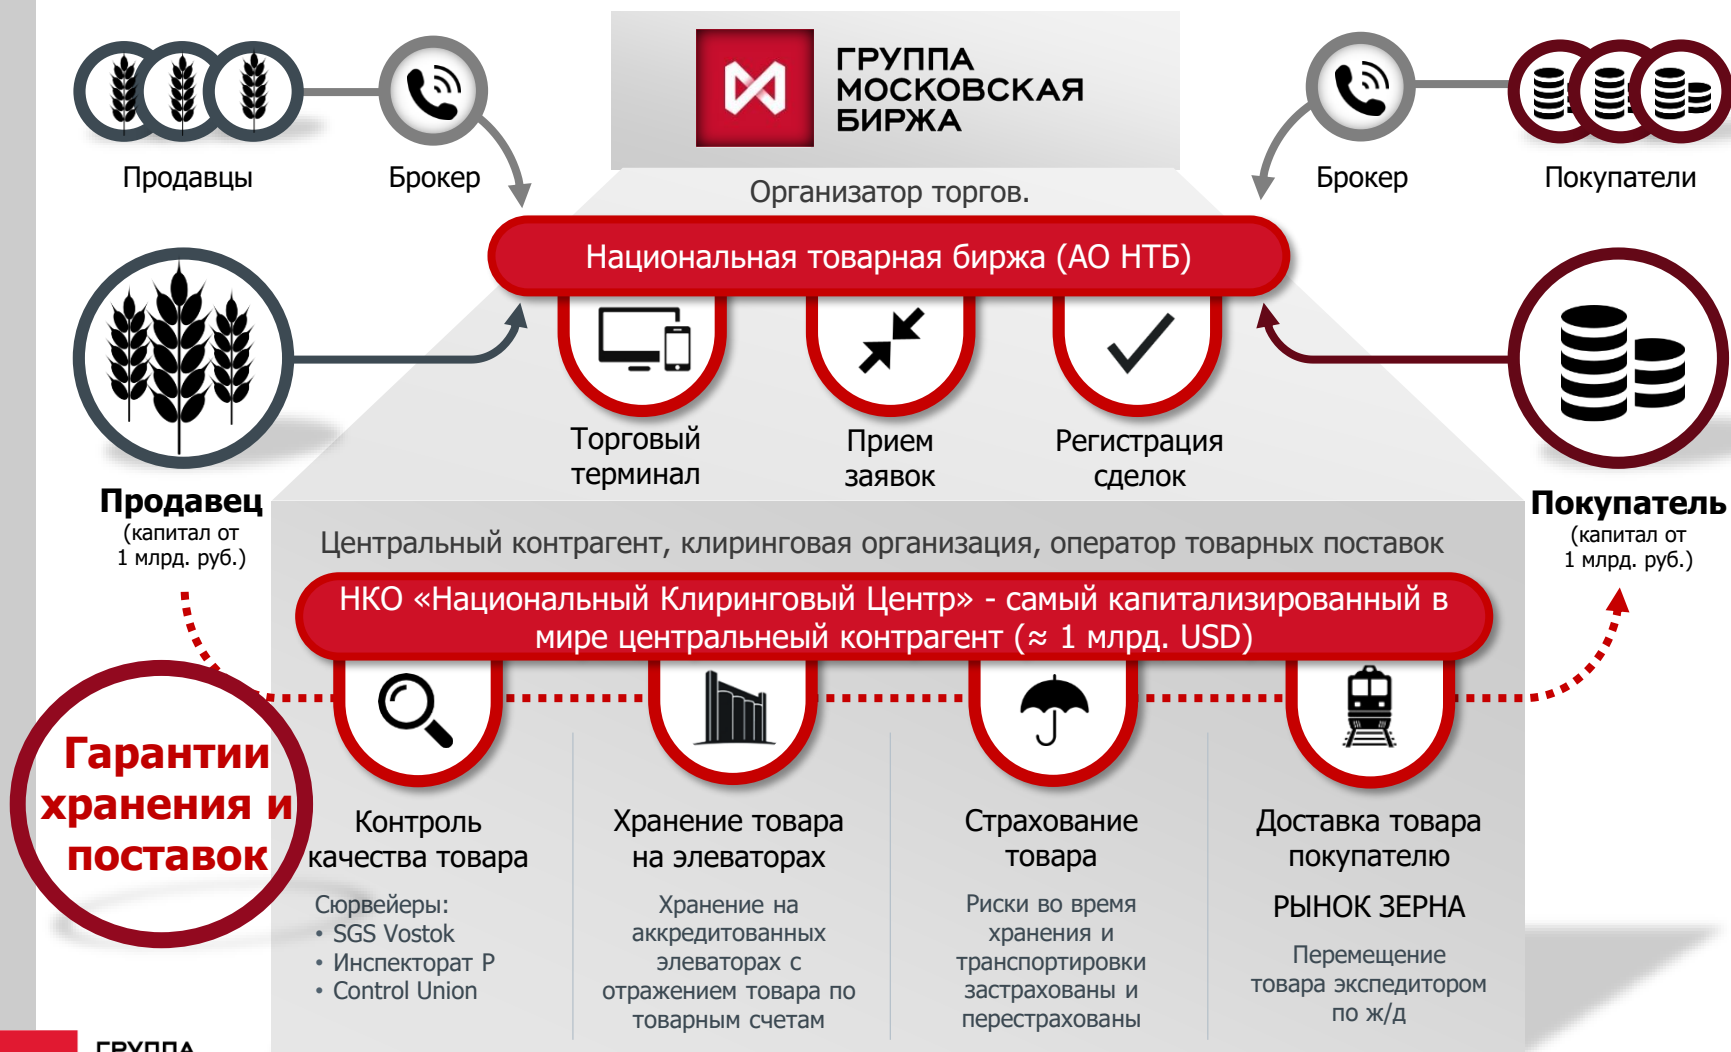 ГРУППА
МОСКОВСКАЯ
БИРЖА
Продавцы
Брокер
Брокер
Покупатели
Организатор торгов.
Национальная товарная биржа (АО НТБ)
Торговый
терминал
Прием
заявок
Регистрация
сделок
Продавец
(капитал от
1 млрд. руб.)
Покупатель
(капитал от
1 млрд. руб.)
Центральный контрагент, клиринговая организация, оператор товарных поставок
НКО «Национальный Клиринговый Центр» - самый капитализированный в
мире центральнеый контрагент (≈ 1 млрд. USD)
Гарантии
хранения и
поставок
Контроль
качества товара
Сюрвейеры:
• SGS Vostok
• Инспекторат Р
• Control Union
Хранение товара
на элеваторах
Хранение на
аккредитованных
элеваторах с
отражением товара по
товарным счетам
Страхование
товара
Риски во время
хранения и
транспортировки
застрахованы и
перестрахованы
Доставка товара
покупателю
РЫНОК ЗЕРНА
Перемещение
товара экспедитором
по ж/д
ГРУППА